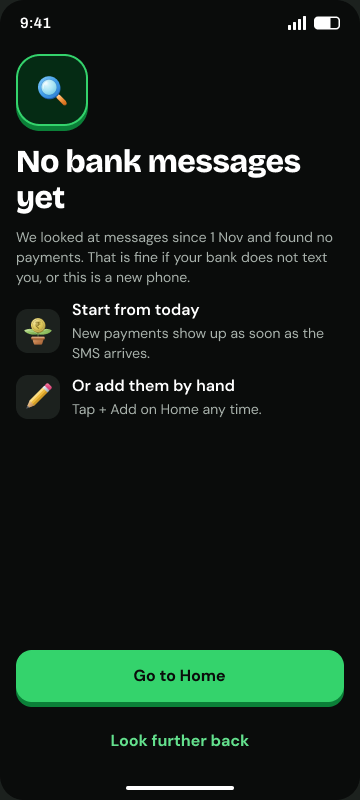 9:41
No bank messages
yet
We looked at messages since 1 Nov and found no
payments. That is fine if your bank does not text
you, or this is a new phone.
Start from today
New payments show up as soon as the
SMS arrives.
Or add them by hand
Tap + Add on Home any time.
Go to Home
Look further back